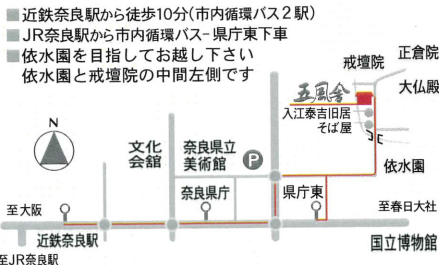 ■近鉄奈良駅から徒歩10分(市内循環バス2駅)
■JR奈良駅から市内循環バス-県庁東下車
■依水園を目指してお越し下さい
依水園と戒壇院の中間左側です
戒壇院
正倉院
大仏殿
五風舎
入江泰吉旧居
そば屋
N
文化
会舘
奈良県立
美術館
P
依水園
奈良県庁
県庁東
至大阪
至春日大社
近鉄奈良駅
国立博物館
至JR奈良駅